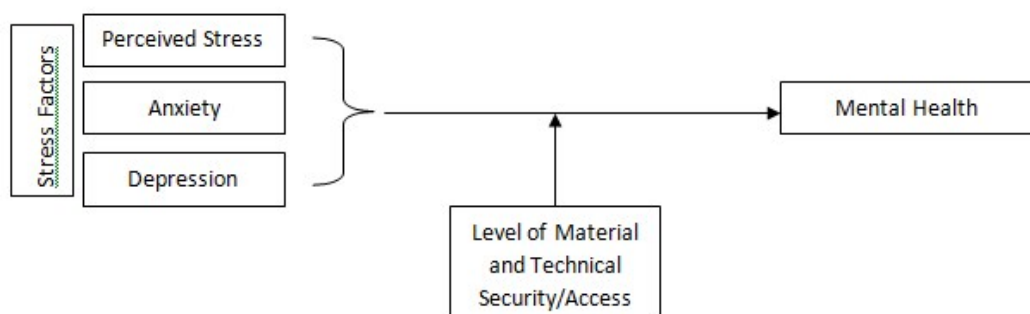 Stress Factors
Perceived Stress
Anxiety
Depression
Mental Health
Level of Material
and Technical
Security/Access